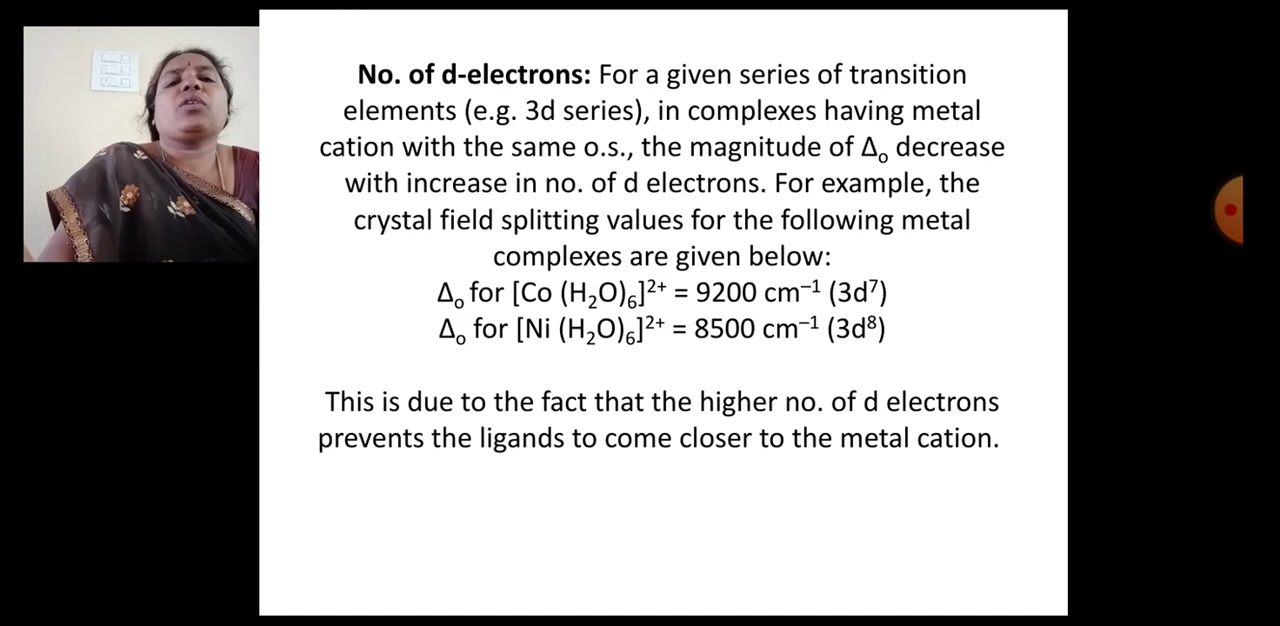 No. of d-electrons: For a given series of transition
elements (e.g. 3d series), in complexes having metal
cation with the same o.s., the magnitude of Δₒ decrease
with increase in no. of d electrons. For example, the
crystal field splitting values for the following metal
complexes are given below:
Δₒ for [Co (H₂O)₆]²⁺ = 9200 cm⁻¹ (3d⁷)
Δₒ for [Ni (H₂O)₆]²⁺ = 8500 cm⁻¹ (3d⁸)
This is due to the fact that the higher no. of d electrons
prevents the ligands to come closer to the metal cation.